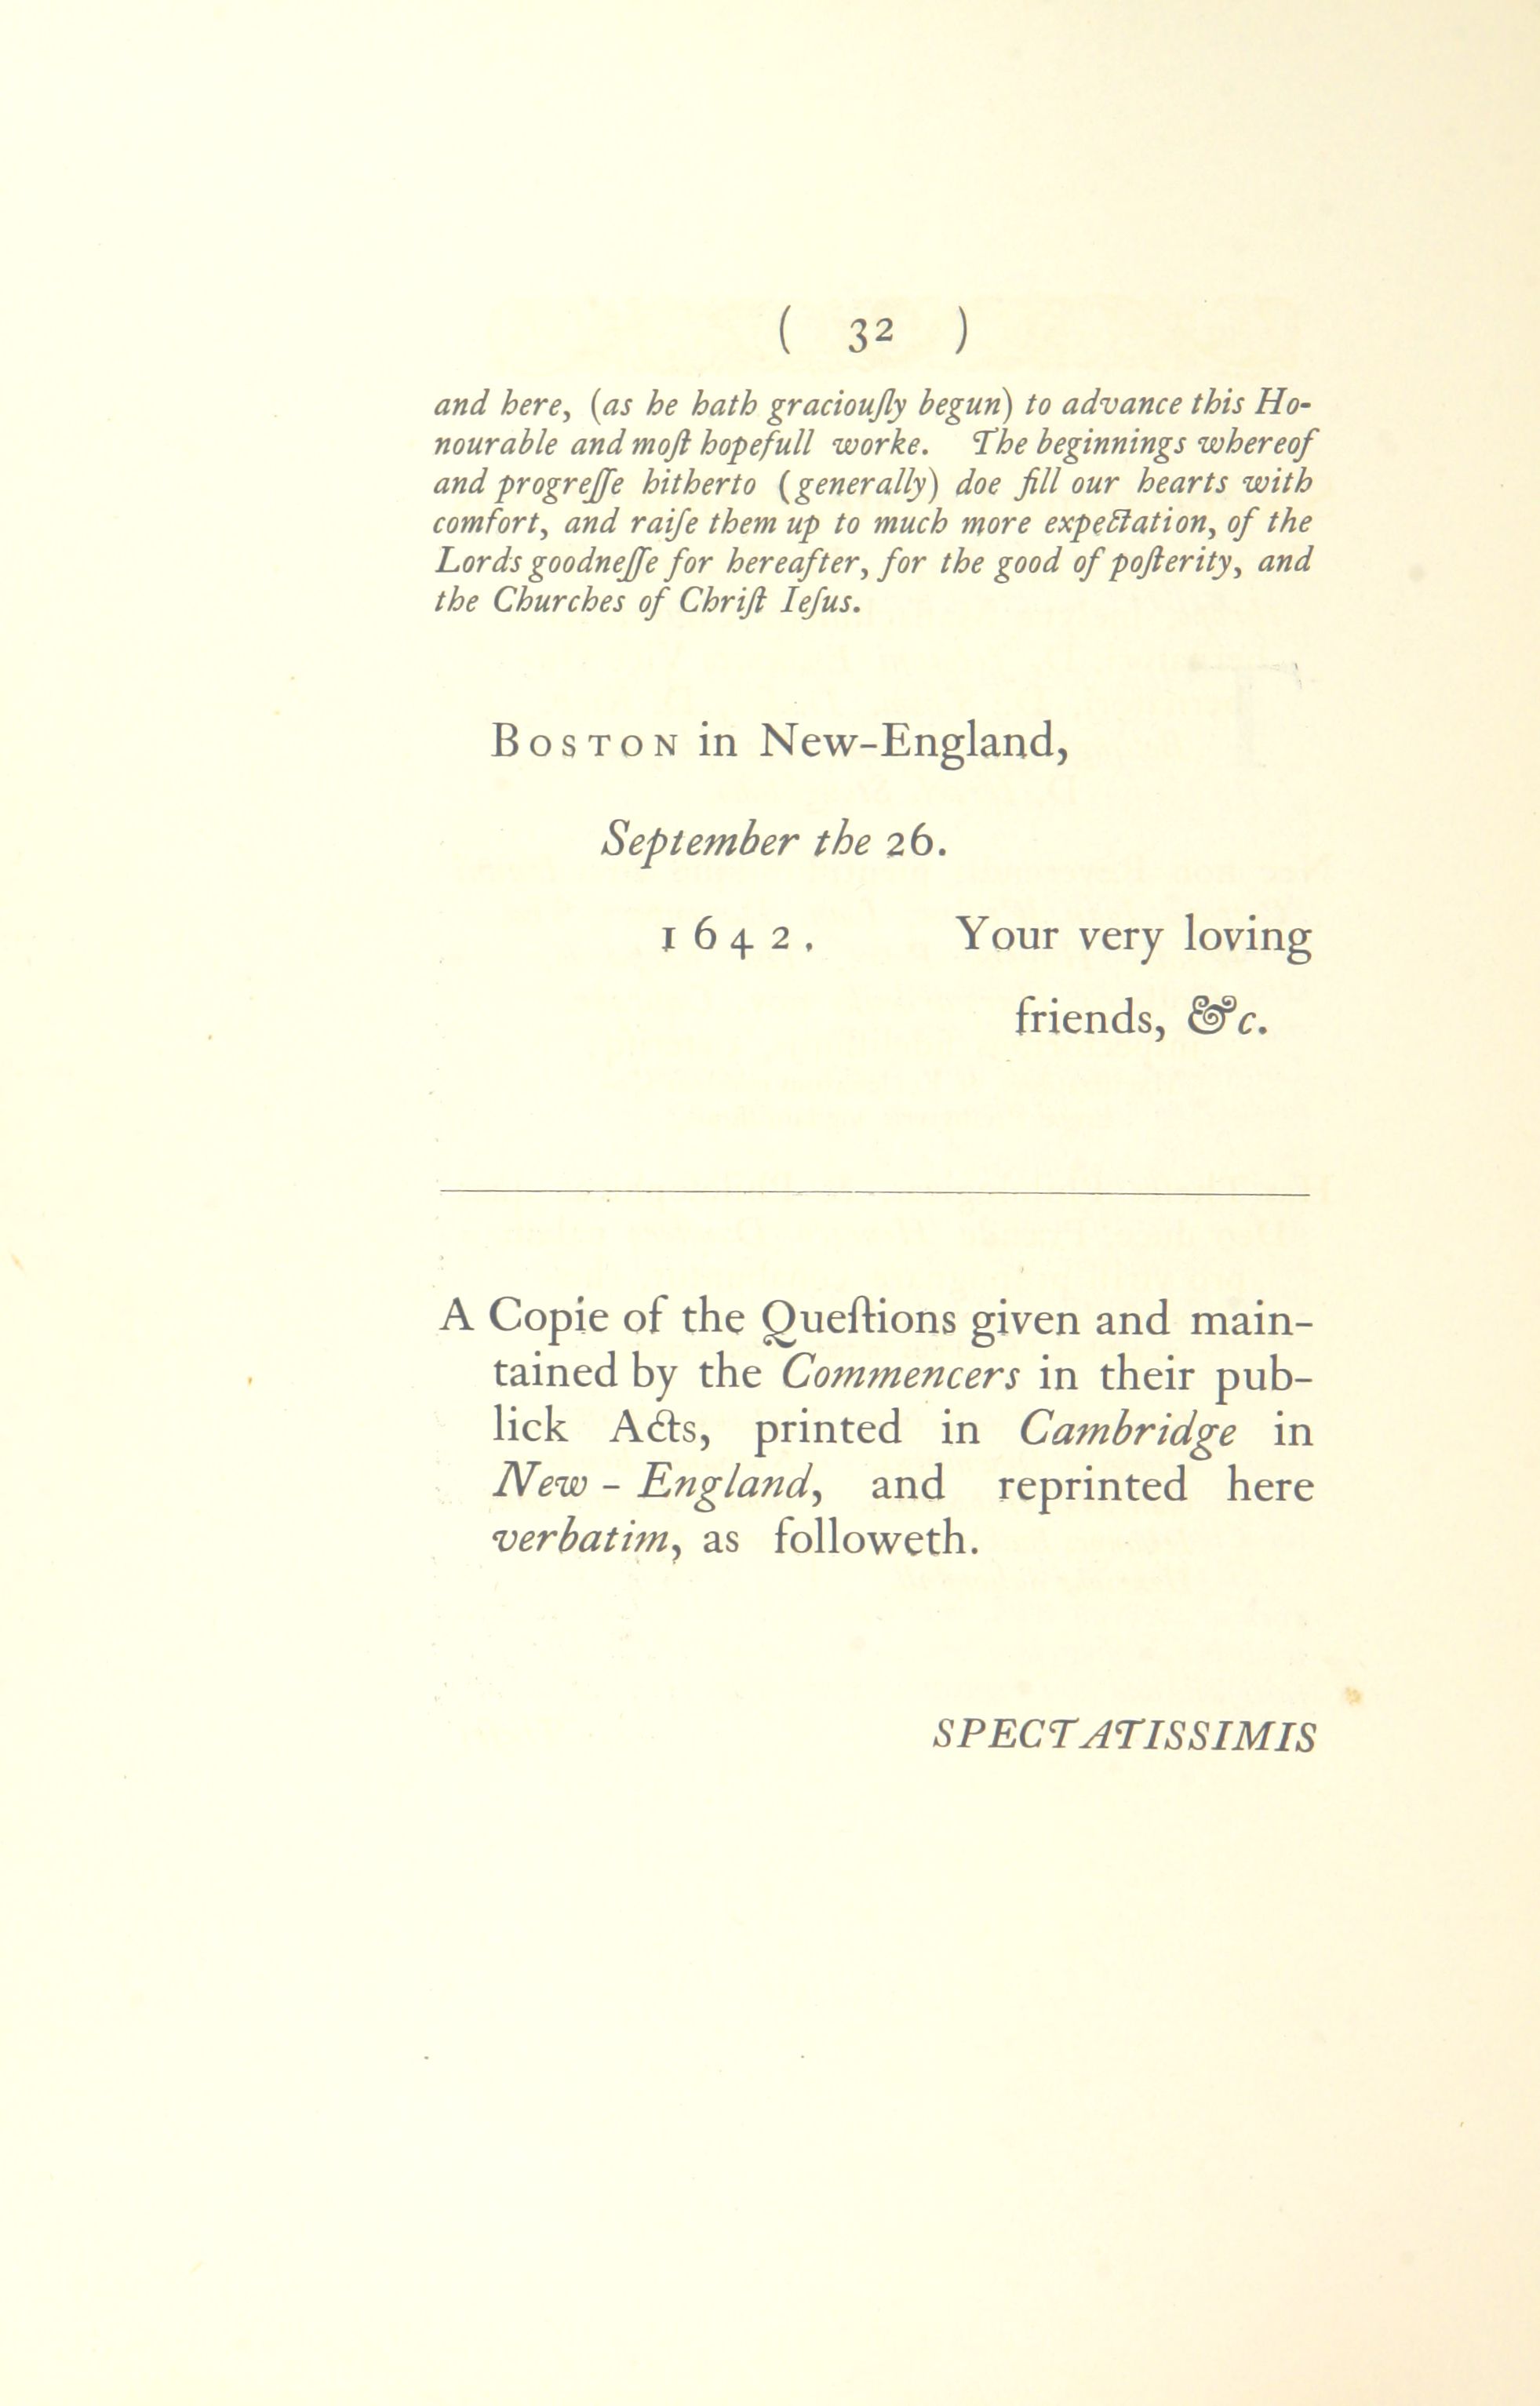 ( 32 )
and here, (as he hath graciouſly begun) to advance this Ho-
nourable and moſt hopefull worke. The beginnings whereof
and progreſſe hitherto (generally) doe fill our hearts with
comfort, and raiſe them up to much more expectation, of the
Lords goodneſſe for hereafter, for the good of poſterity, and
the Churches of Chriſt Ieſus.
BOSTON in New-England,
September the 26.
1642. Your very loving
friends, &c.
A Copie of the Queſtions given and main-
tained by the Commencers in their pub-
lick Acts, printed in Cambridge in
New - England, and reprinted here
verbatim, as followeth.
SPECTATISSIMIS